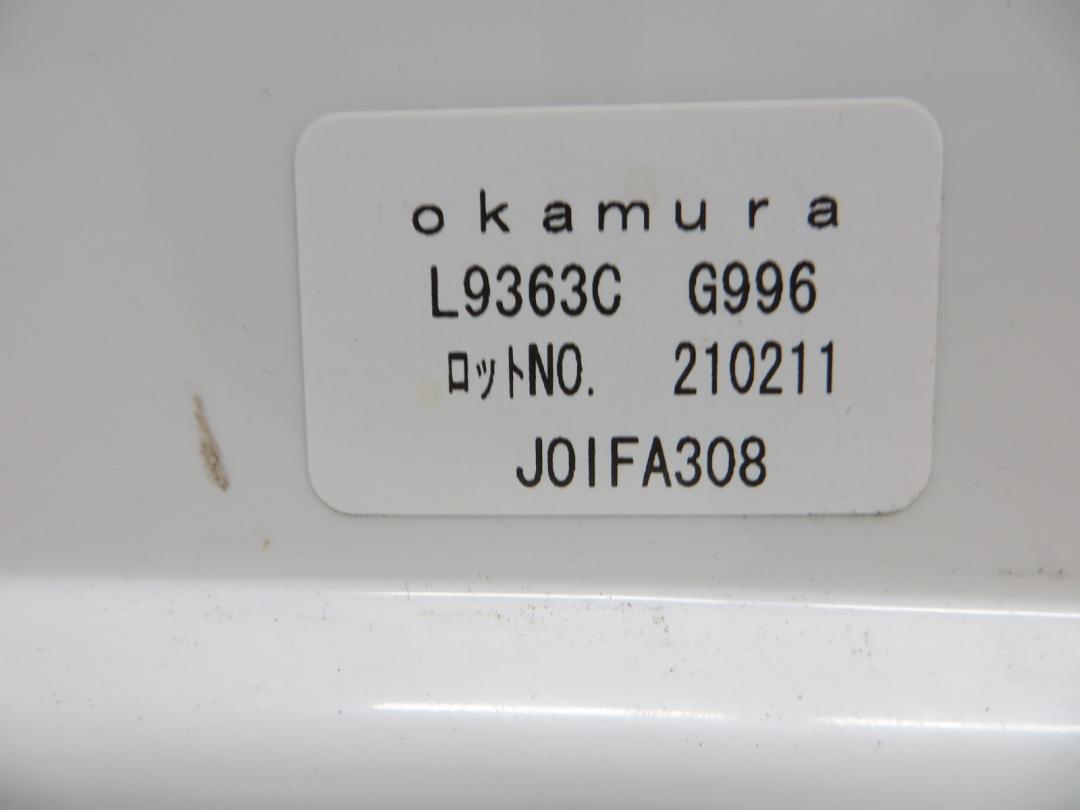 okamura
L9363C G996
ﾛｯﾄNO. 210211
J01FA308